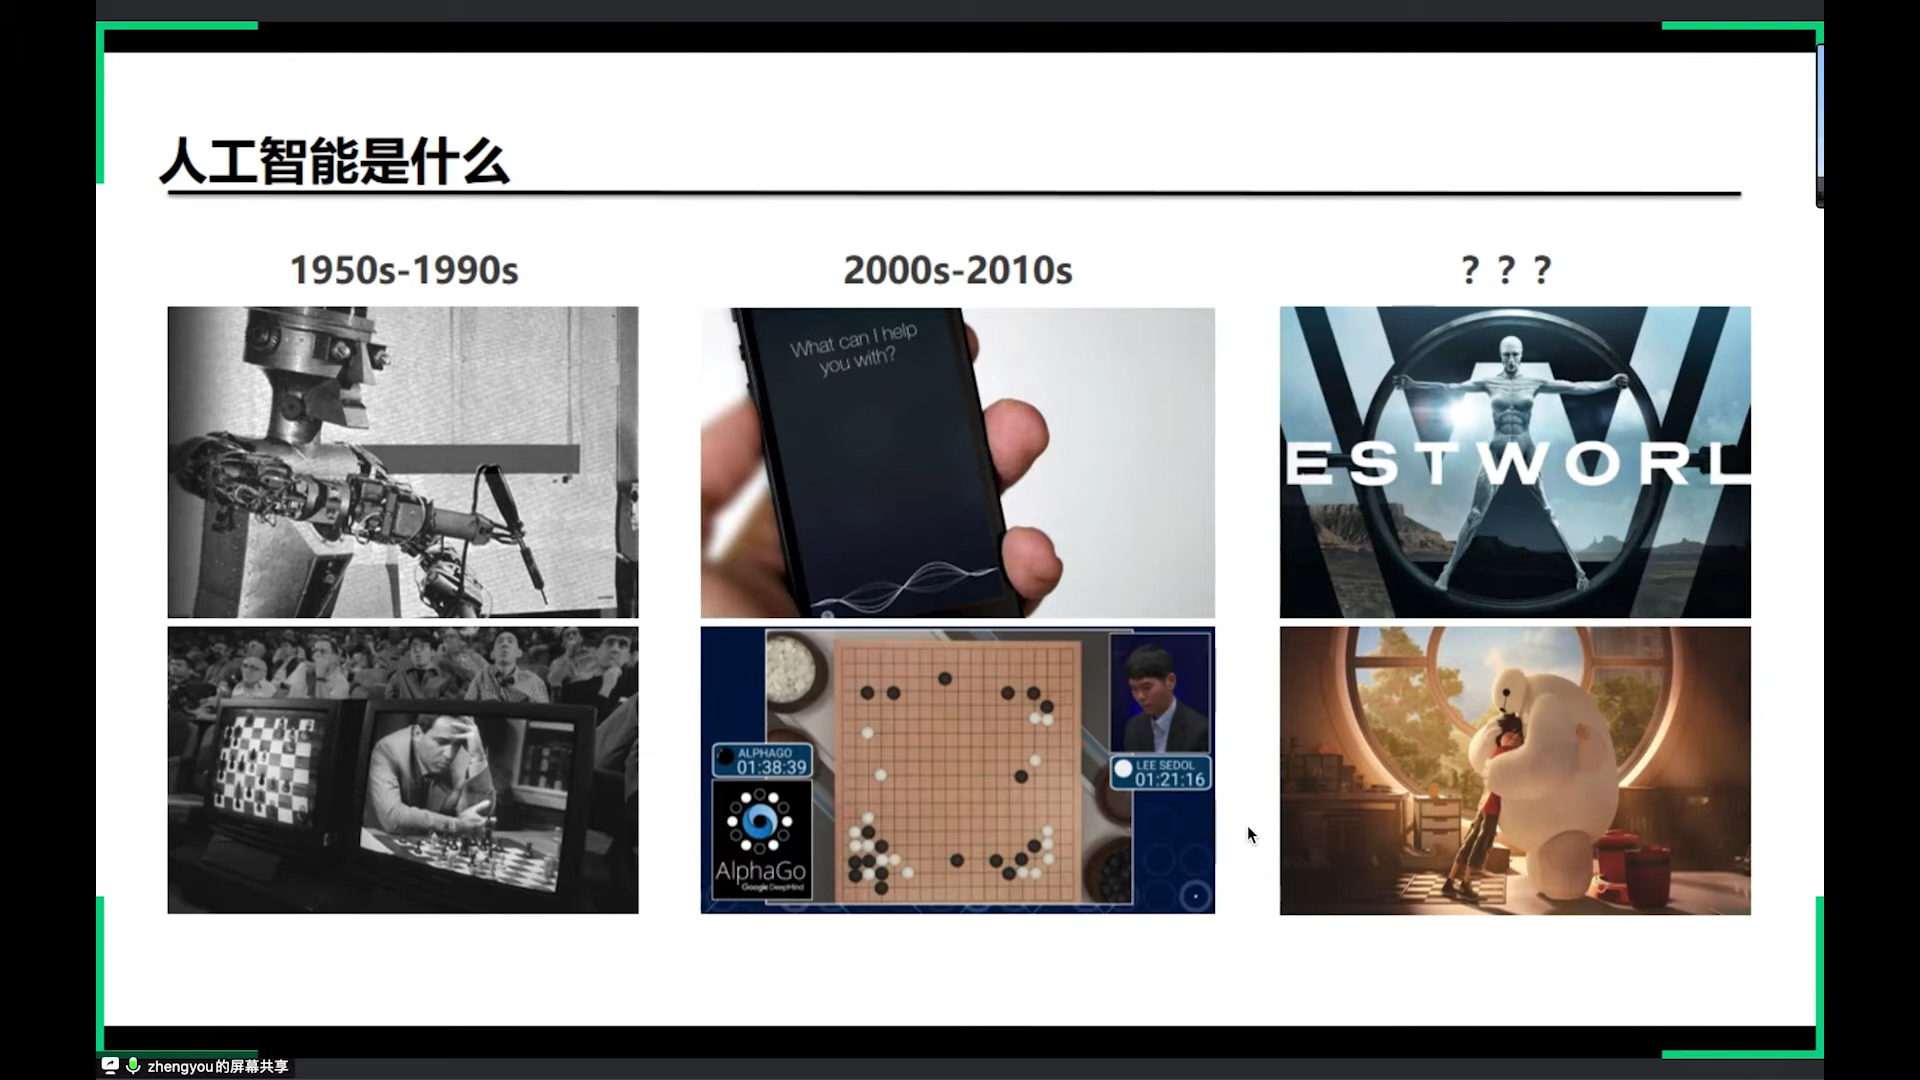 人工智能是什么
1950s-1990s
2000s-2010s
？？？
What can I help
you with?
ESTWORL
ALPHAGO
01:38:39
AlphaGo
Google DeepMind
LEE SEDOL
01:21:16
zhengyou的屏幕共享